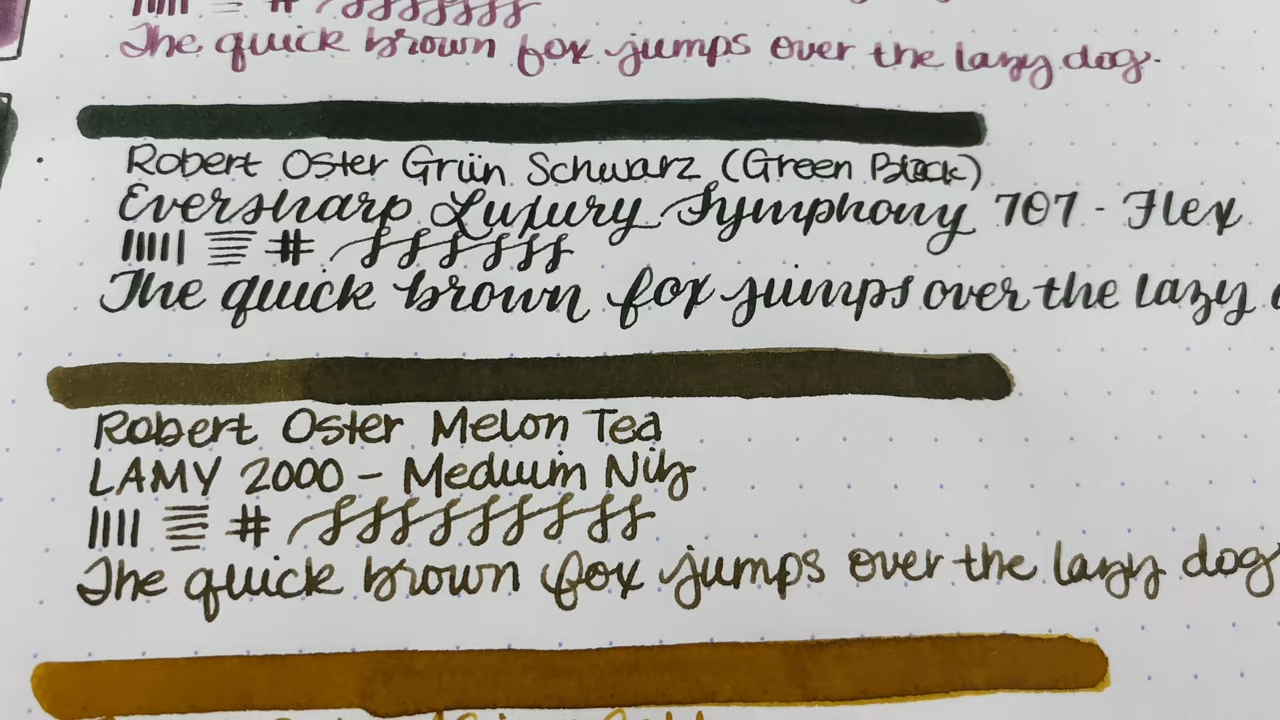 The quick brown fox jumps over the lazy dog.
Robert Oster Grün Schwarz (Green Black)
Eversharp Luxury Symphony 707 - Flex
#
The quick brown fox jumps over the lazy
Robert Oster Melon Tea
LAMY 2000 - Medium Nib
#
The quick brown fox jumps over the lazy dog